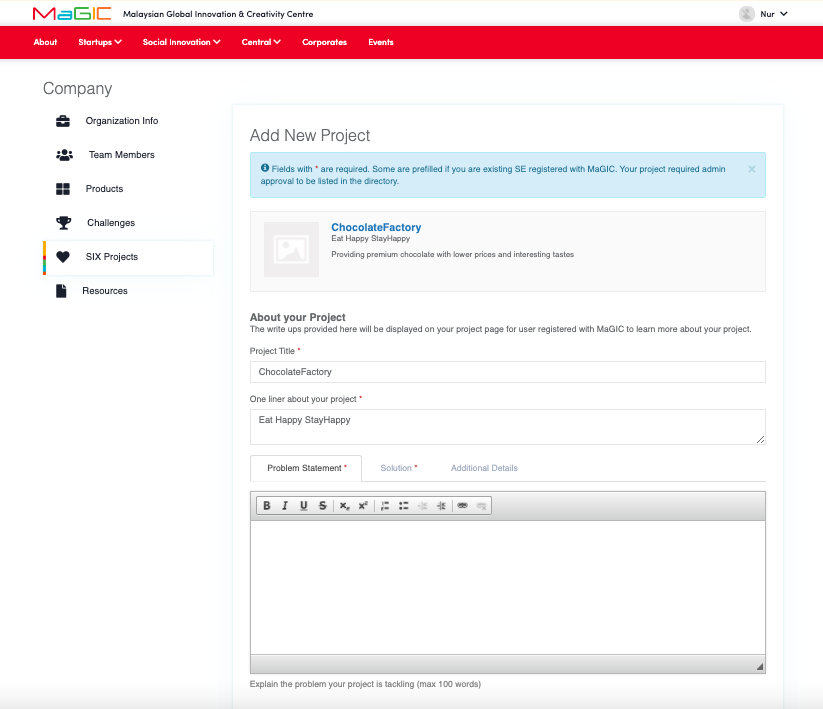 MaGIC Malaysian Global Innovation & Creativity Centre
Nur
About Startups Social Innovation Central Corporates Events
Company
Organization Info
Team Members
Products
Challenges
SIX Projects
Resources
Add New Project
Fields with * are required. Some are prefilled if you are existing SE registered with MaGIC. Your project required admin
approval to be listed in the directory.
×
ChocolateFactory
Eat Happy StayHappy
Providing premium chocolate with lower prices and interesting tastes
About your Project
The write ups provided here will be displayed on your project page for user registered with MaGIC to learn more about your project.
Project Title *
ChocolateFactory
One liner about your project *
Eat Happy StayHappy
Problem Statement * Solution * Additional Details
B I U S x₂ x²
Explain the problem your project is tackling (max 100 words)